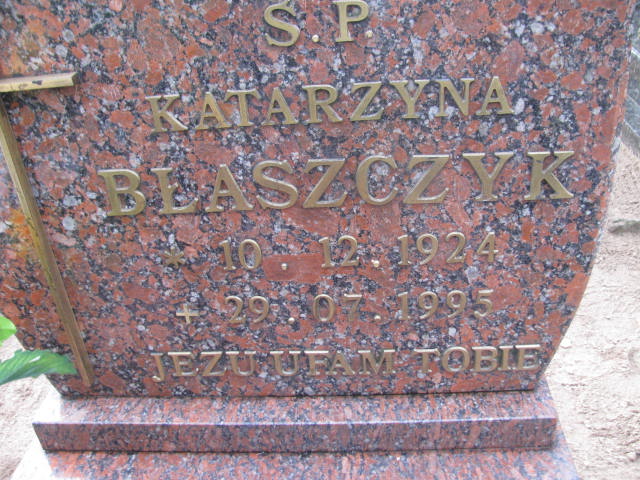 Ś.P.
KATARZYNA
BŁASZCZYK
* 10.12.1924
+ 29.07.1995
JEZU UFAM TOBIE